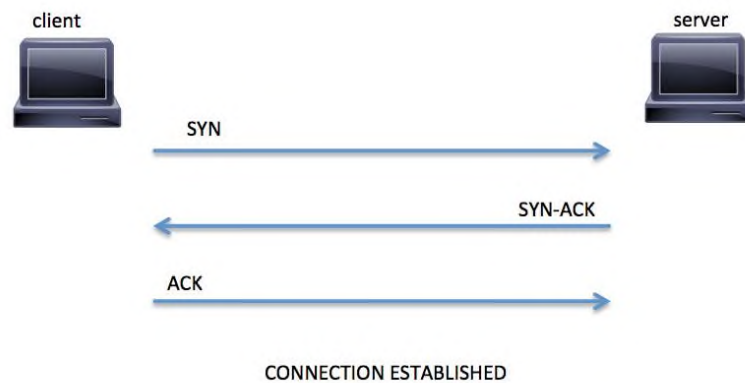 client
server
SYN
SYN-ACK
ACK
CONNECTION ESTABLISHED